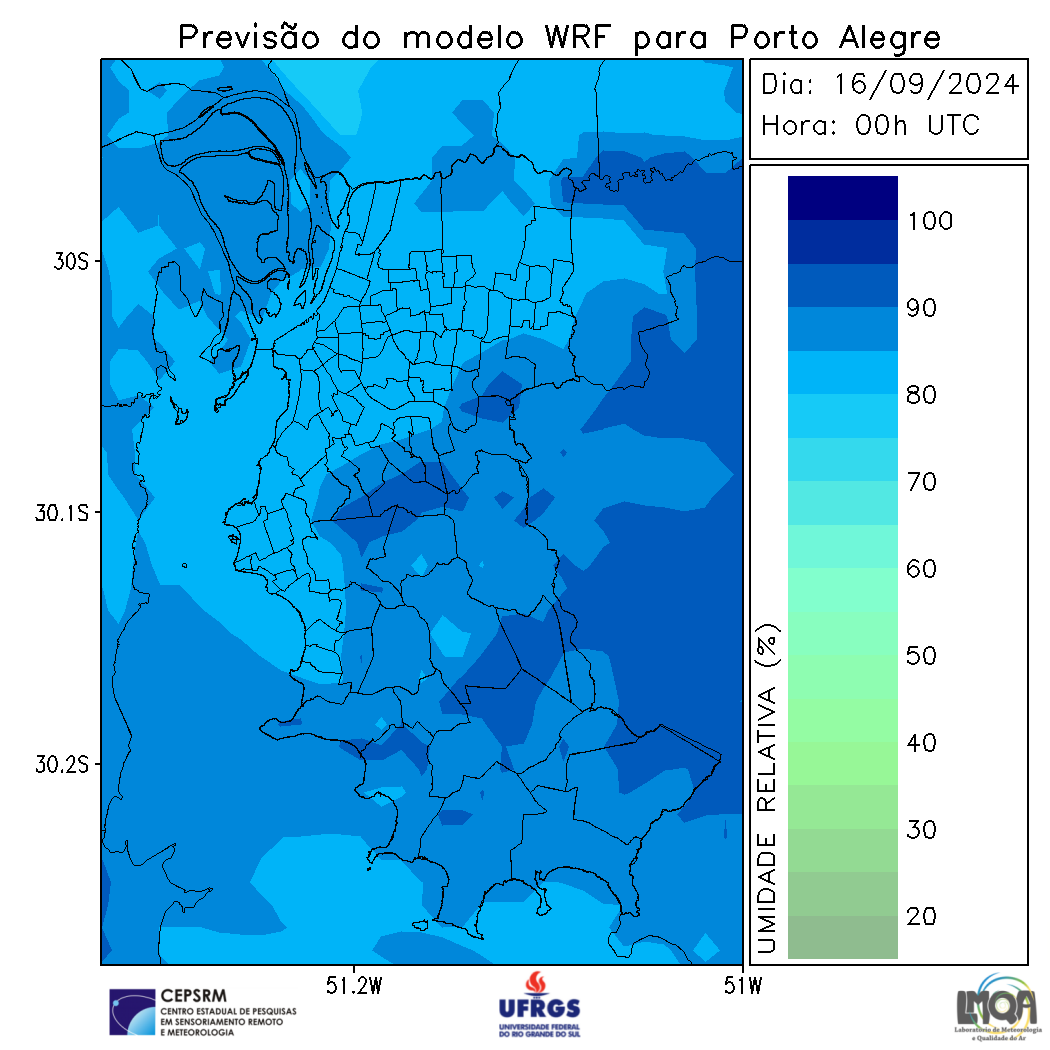 Previsão do modelo WRF para Porto Alegre
Dia: 16/09/2024
Hora: 00h UTC
100
90
80
70
60
50
40
30
20
UMIDADE RELATIVA (%)
30S
30.1S
30.2S
51.2W
51W
CEPSRM
CENTRO ESTADUAL DE PESQUISAS
EM SENSORIAMENTO REMOTO
E METEOROLOGIA
UFRGS
UNIVERSIDADE FEDERAL
DO RIO GRANDE DO SUL
LMQA
Laboratório de Meteorologia
e Qualidade do Ar